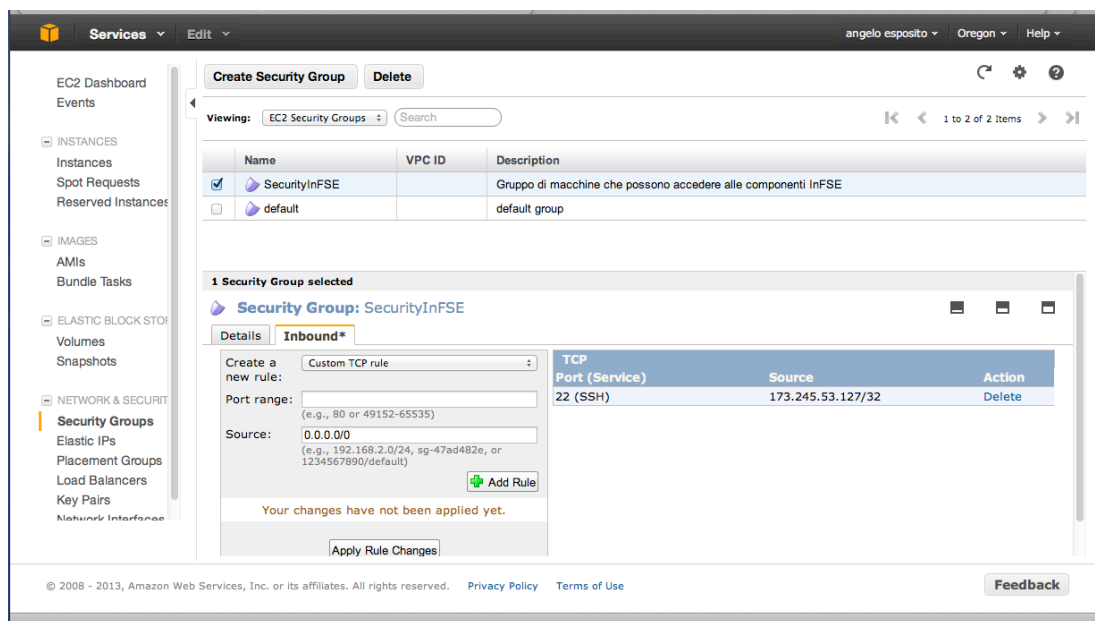 Services Edit angelo esposito Oregon Help
EC2 Dashboard
Events
INSTANCES
Instances
Spot Requests
Reserved Instances
IMAGES
AMIs
Bundle Tasks
ELASTIC BLOCK STO
Volumes
Snapshots
NETWORK & SECURIT
Security Groups
Elastic IPs
Placement Groups
Load Balancers
Key Pairs
Network Interfaces
Create Security Group Delete
Viewing: EC2 Security Groups Search 1 to 2 of 2 Items
Name VPC ID Description
SecurityInFSE Gruppo di macchine che possono accedere alle componenti InFSE
default default group
1 Security Group selected
Security Group: SecurityInFSE
Details Inbound*
Create a new rule: Custom TCP rule
Port range:
(e.g., 80 or 49152-65535)
Source: 0.0.0.0/0
(e.g., 192.168.2.0/24, sg-47ad482e, or
1234567890/default)
Add Rule
Your changes have not been applied yet.
Apply Rule Changes
TCP
Port (Service) Source Action
22 (SSH) 173.245.53.127/32 Delete
© 2008 - 2013, Amazon Web Services, Inc. or its affiliates. All rights reserved. Privacy Policy Terms of Use Feedback